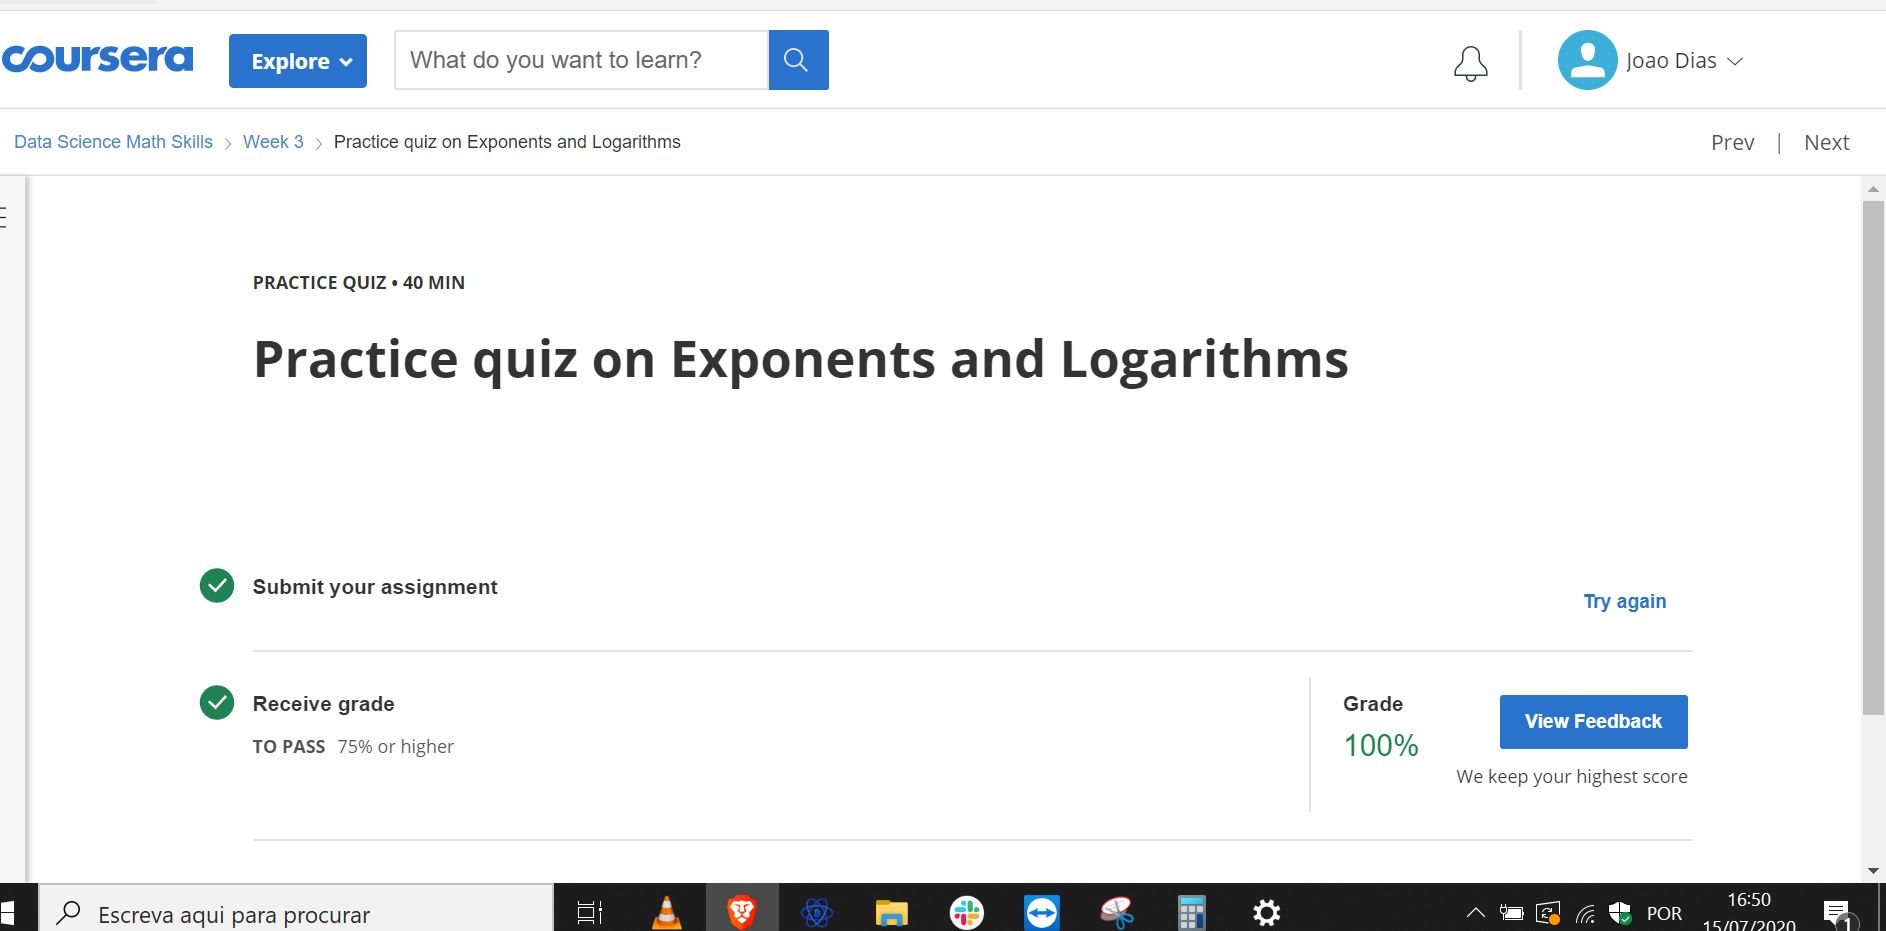 coursera
Explore
What do you want to learn?
Joao Dias
Data Science Math Skills
Week 3
Practice quiz on Exponents and Logarithms
Prev | Next
PRACTICE QUIZ • 40 MIN
Practice quiz on Exponents and Logarithms
Submit your assignment
Try again
Receive grade
TO PASS 75% or higher
Grade
100%
View Feedback
We keep your highest score
Escreva aqui para procurar
POR
16:50
15/07/2020
1